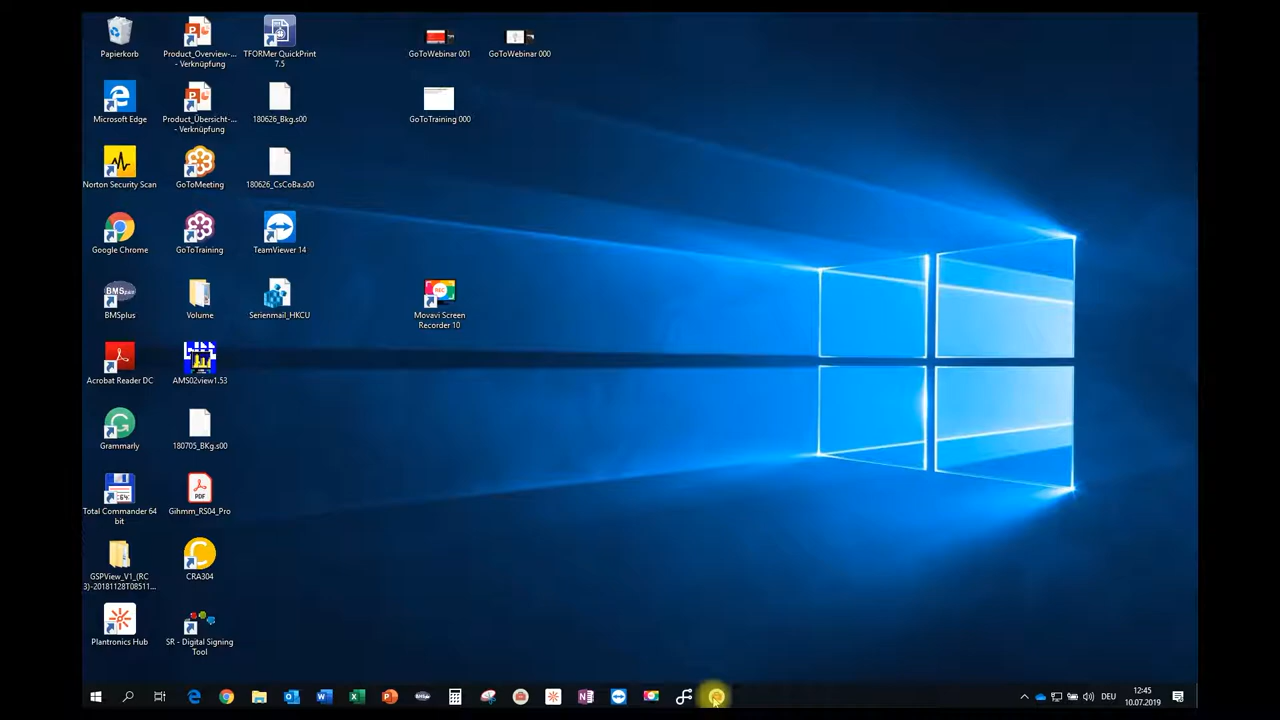 Papierkorb
Product_Overview-...
- Verknüpfung
TFORMer QuickPrint
7.5
GoToWebinar 001
GoToWebinar 000
Microsoft Edge
Product_Übersicht-...
- Verknüpfung
180626_Bkg.s00
GoToTraining 000
Norton Security Scan
GoToMeeting
180626_CsCoBa.s00
Google Chrome
GoToTraining
TeamViewer 14
BMSplus
BMSplus
Volume
Serienmail_HKCU
REC
Movavi Screen
Recorder 10
Acrobat Reader DC
AMS02view1.53
Grammarly
180705_BKg.s00
Total Commander 64
bit
PDF
Gihmm_RS04_Pro
GSPView_V1_(RC
3)-20181128T08511...
CRA304
Plantronics Hub
SR - Digital Signing
Tool
DEU
12:45
10.07.2019